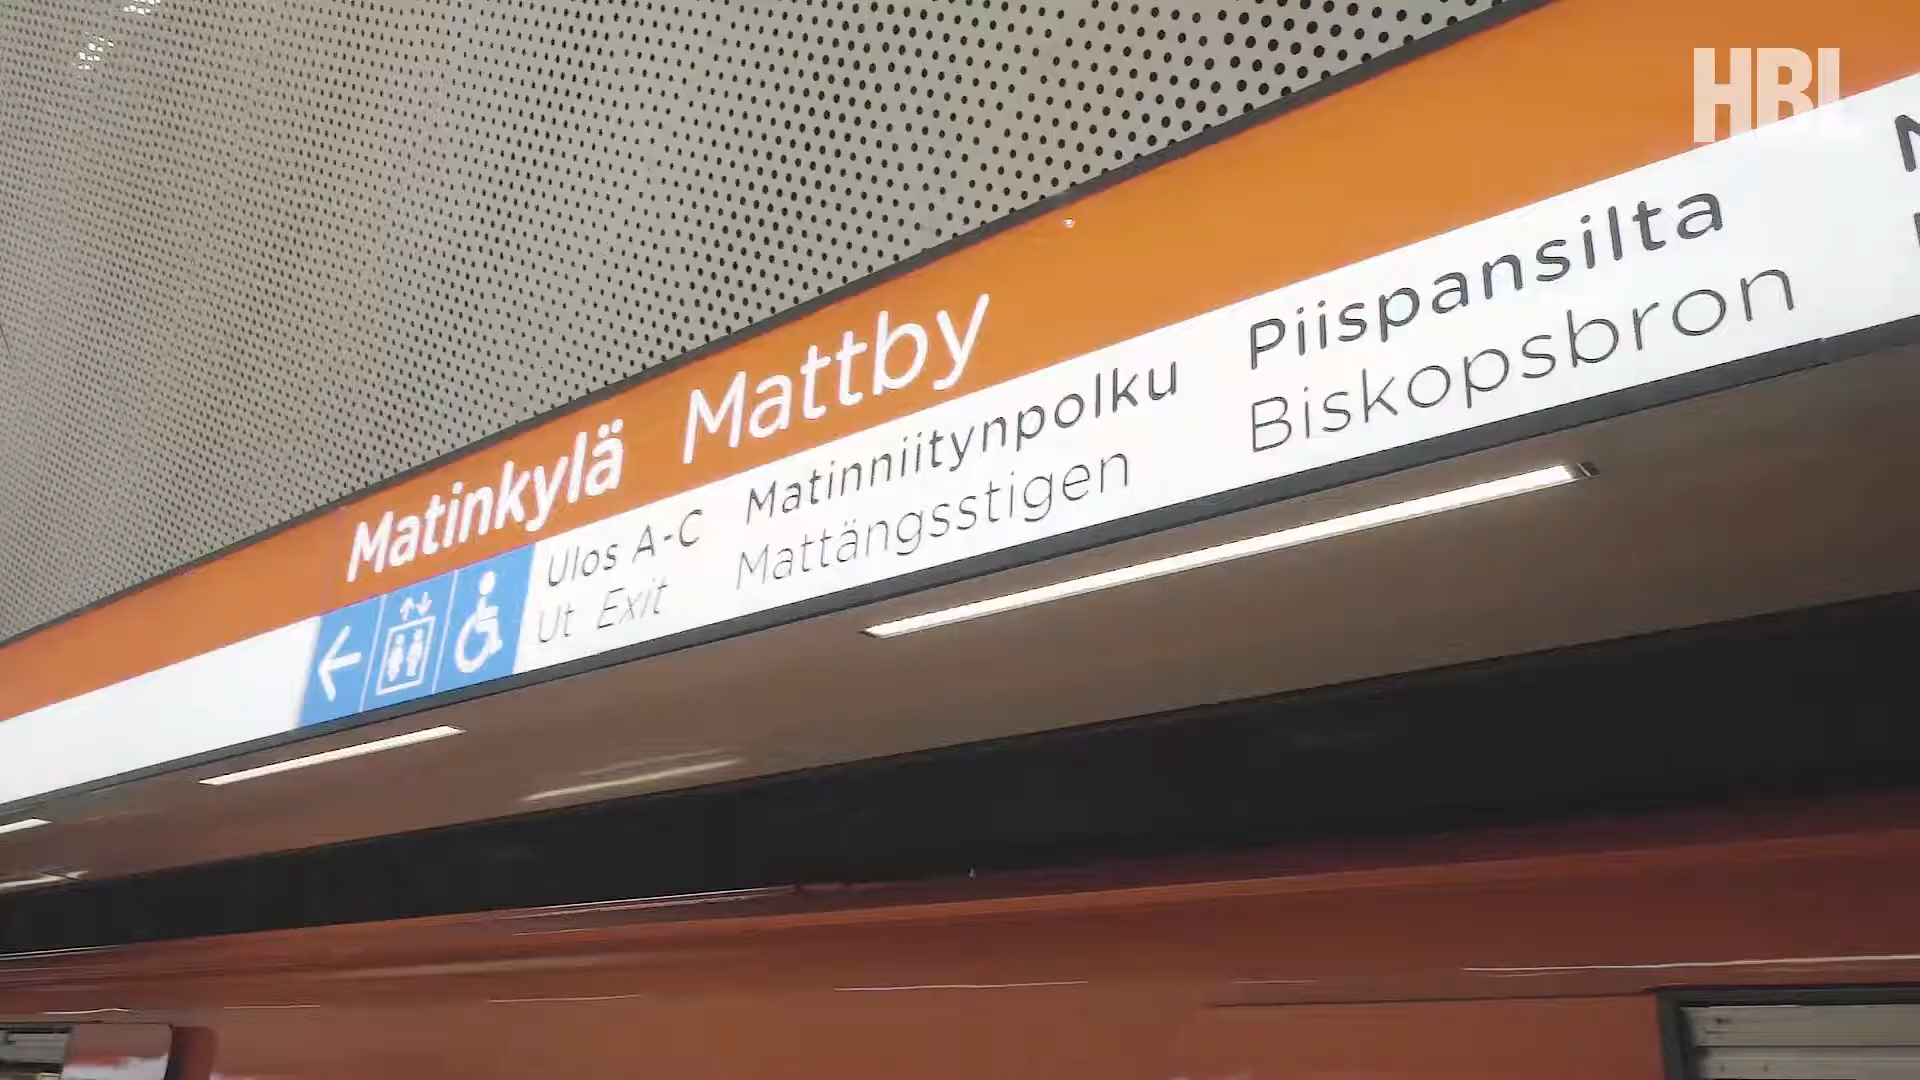 HBL
Matinkylä Mattby
Ulos A-C
Ut Exit
Matinniitynpolku
Mattängsstigen
Piispansilta
Biskopsbron